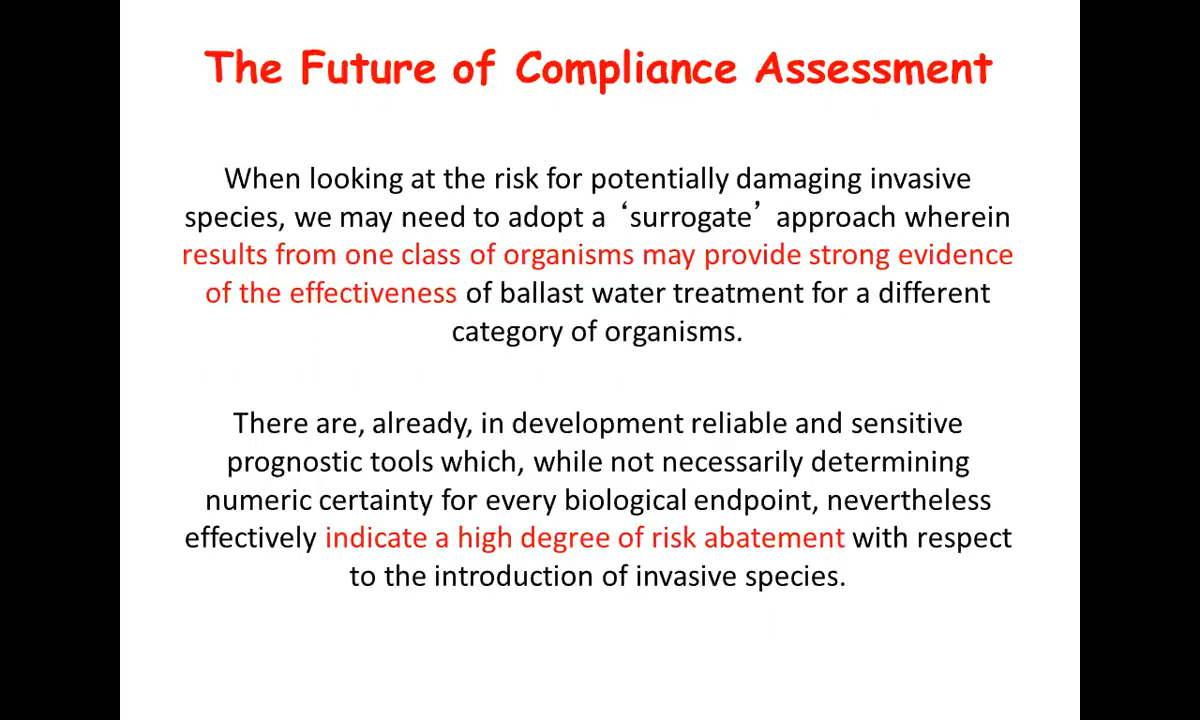 The Future of Compliance Assessment
When looking at the risk for potentially damaging invasive
species, we may need to adopt a ‘surrogate’ approach wherein
results from one class of organisms may provide strong evidence
of the effectiveness of ballast water treatment for a different
category of organisms.
There are, already, in development reliable and sensitive
prognostic tools which, while not necessarily determining
numeric certainty for every biological endpoint, nevertheless
effectively indicate a high degree of risk abatement with respect
to the introduction of invasive species.